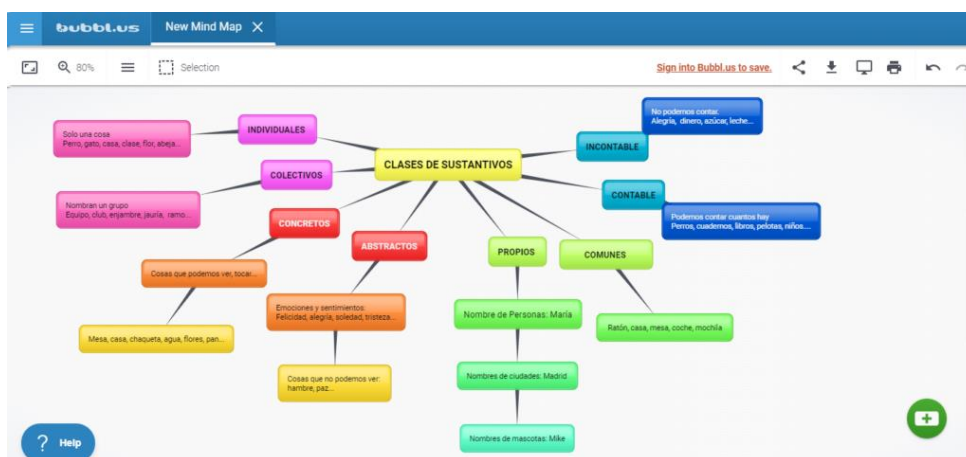 bubbl.us
New Mind Map
80%
Selection
Sign into Bubbl.us to save.
CLASES DE SUSTANTIVOS
INDIVIDUALES
Solo una cosa
Perro, gato, casa, clase, flor, abeja...
COLECTIVOS
Nombran un grupo
Equipo, club, enjambre, jauría, ramo...
CONCRETOS
Cosas que podemos ver, tocar...
Mesa, casa, chaqueta, agua, flores, pan...
ABSTRACTOS
Emociones y sentimientos:
Felicidad, alegría, soledad, tristeza...
Cosas que no podemos ver:
hambre, paz...
PROPIOS
Nombre de Personas: María
Nombres de ciudades: Madrid
Nombres de mascotas: Mike
COMUNES
Ratón, casa, mesa, coche, mochila
INCONTABLE
No podemos contar.
Alegría, dinero, azúcar, leche...
CONTABLE
Podemos contar cuantos hay
Perros, cuadernos, libros, pelotas, niños....
? Help